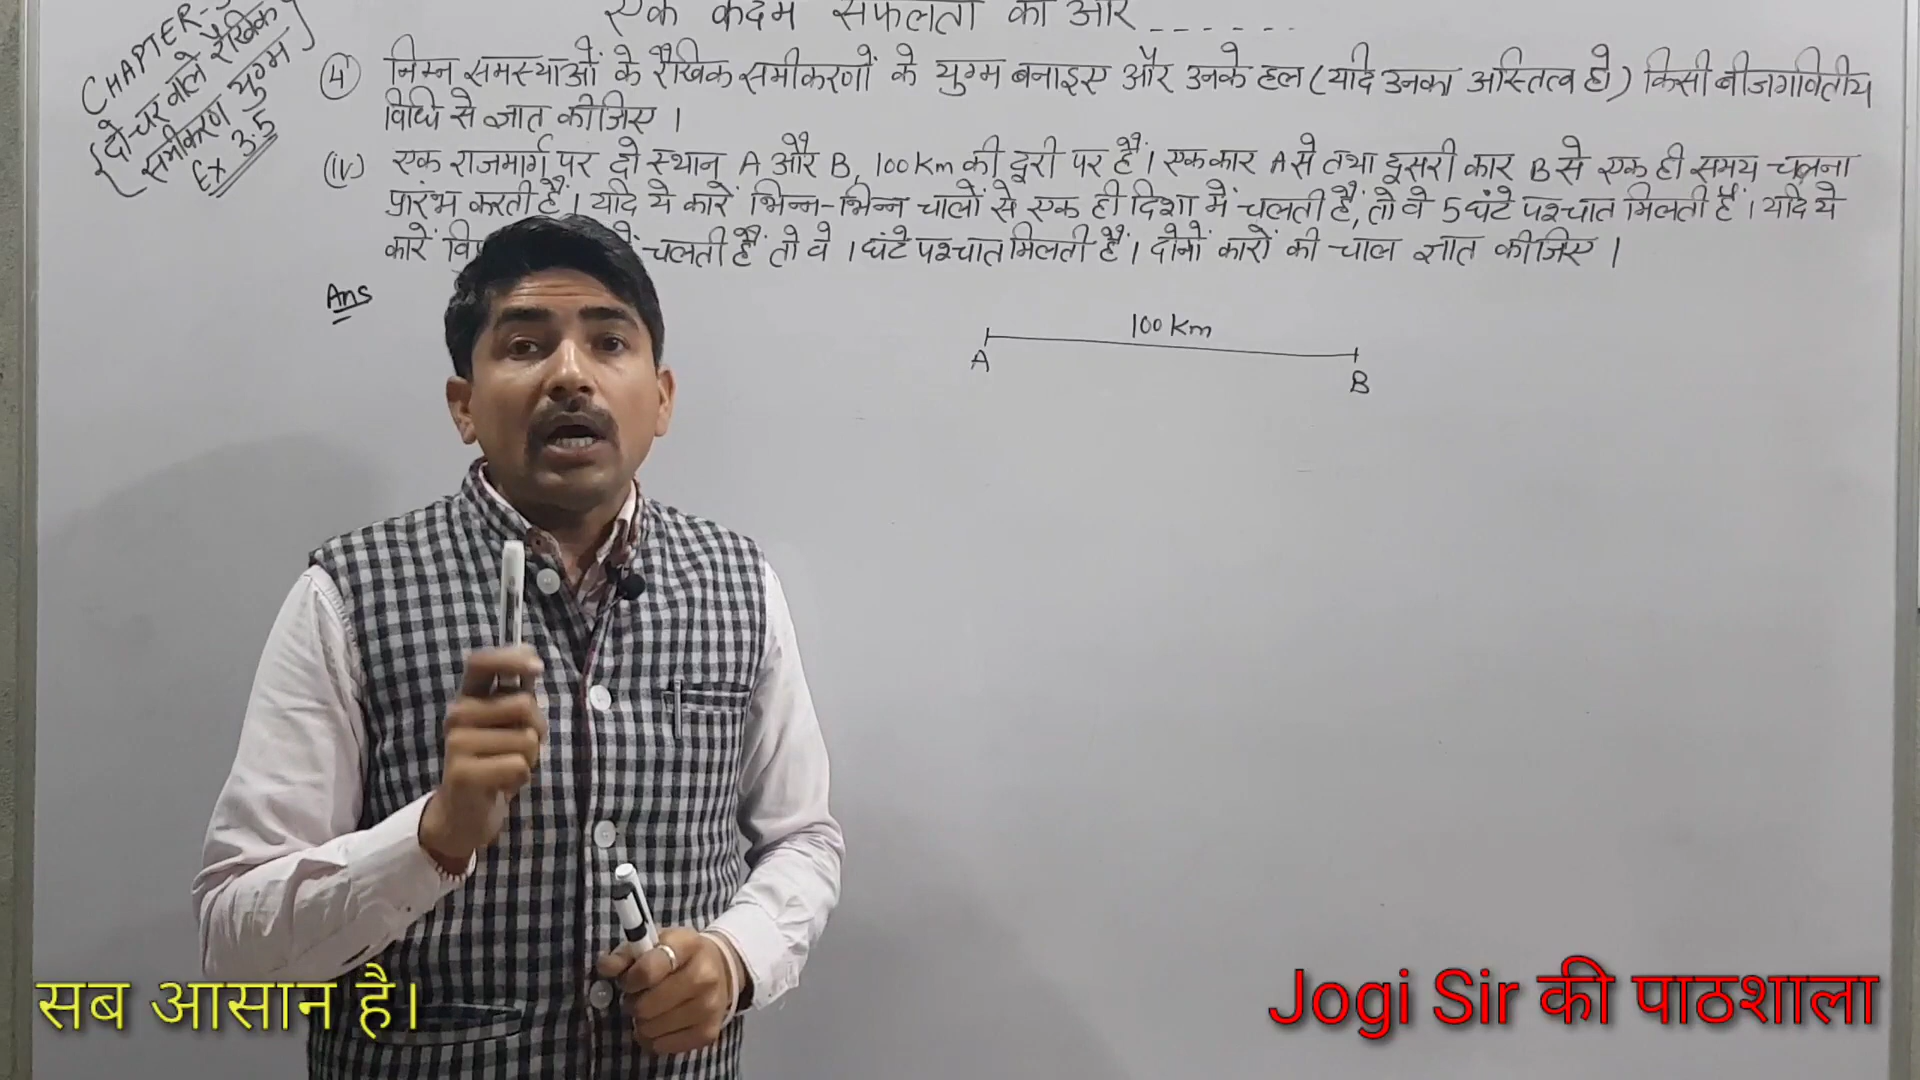 एक कदम सफलता की ओर ------
CHAPTER-3
{दो चर वाले रैखिक
समीकरण युग्म}
Ex 3.5
(4) निम्न समस्याओं के रैखिक समीकरणों के युग्म बनाइए और उनके हल (यदि उनका अस्तित्व हो) किसी बीजगणितीय
विधि से ज्ञात कीजिए ।
(iv) एक राजमार्ग पर दो स्थान A और B, 100 Km की दूरी पर हैं। एक कार A से तथा दूसरी कार B से एक ही समय चलना
प्रारंभ करती हैं। यदि ये कारें भिन्न-भिन्न चालों से एक ही दिशा में चलती हैं, तो वे 5 घंटे पश्चात मिलती हैं। यदि ये
कारें चलती हैं तो वे 1 घंटे पश्चात मिलती हैं। दोनों कारों की चाल ज्ञात कीजिए ।
Ans
100 Km
A
B
सब आसान है।
Jogi Sir की पाठशाला